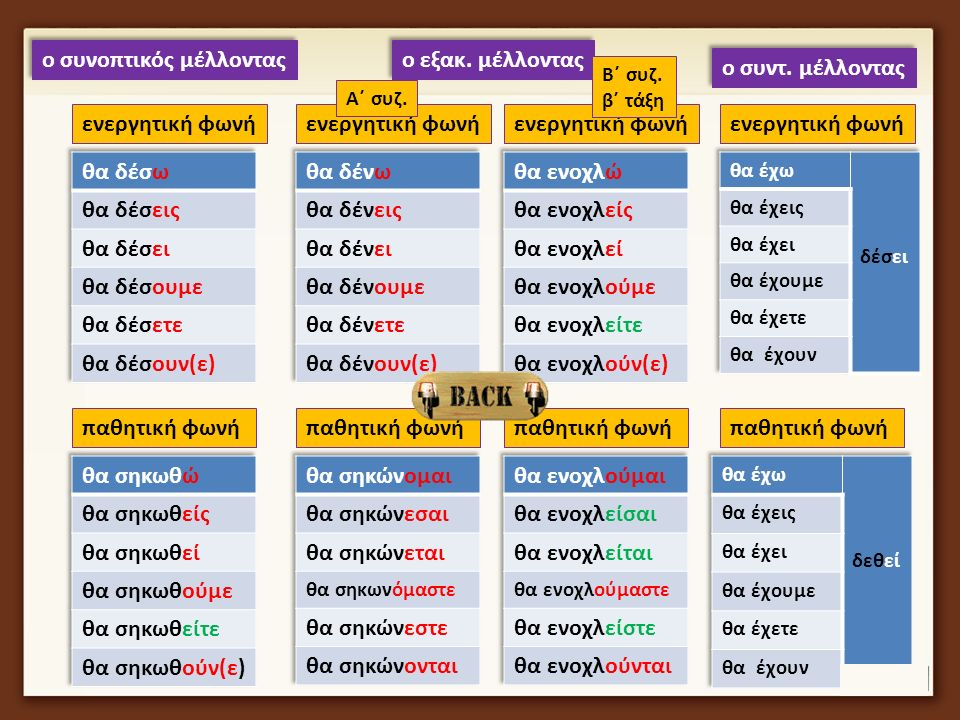 ο συνοπτικός μέλλοντας
ο εξακ. μέλλοντας
ο συντ. μέλλοντας
Α΄ συζ.
Β΄ συζ.
β΄ τάξη
ενεργητική φωνή
θα δέσω
θα δέσεις
θα δέσει
θα δέσουμε
θα δέσετε
θα δέσουν(ε)
ενεργητική φωνή
θα δένω
θα δένεις
θα δένει
θα δένουμε
θα δένετε
θα δένουν(ε)
ενεργητική φωνή
θα ενοχλώ
θα ενοχλείς
θα ενοχλεί
θα ενοχλούμε
θα ενοχλείτε
θα ενοχλούν(ε)
ενεργητική φωνή
θα έχω
θα έχεις
θα έχει
θα έχουμε
θα έχετε
θα έχουν
δέσει
BACK
παθητική φωνή
θα σηκωθώ
θα σηκωθείς
θα σηκωθεί
θα σηκωθούμε
θα σηκωθείτε
θα σηκωθούν(ε)
παθητική φωνή
θα σηκώνομαι
θα σηκώνεσαι
θα σηκώνεται
θα σηκωνόμαστε
θα σηκώνεστε
θα σηκώνονται
παθητική φωνή
θα ενοχλούμαι
θα ενοχλείσαι
θα ενοχλείται
θα ενοχλούμαστε
θα ενοχλείστε
θα ενοχλούνται
παθητική φωνή
θα έχω
θα έχεις
θα έχει
θα έχουμε
θα έχετε
θα έχουν
δεθεί